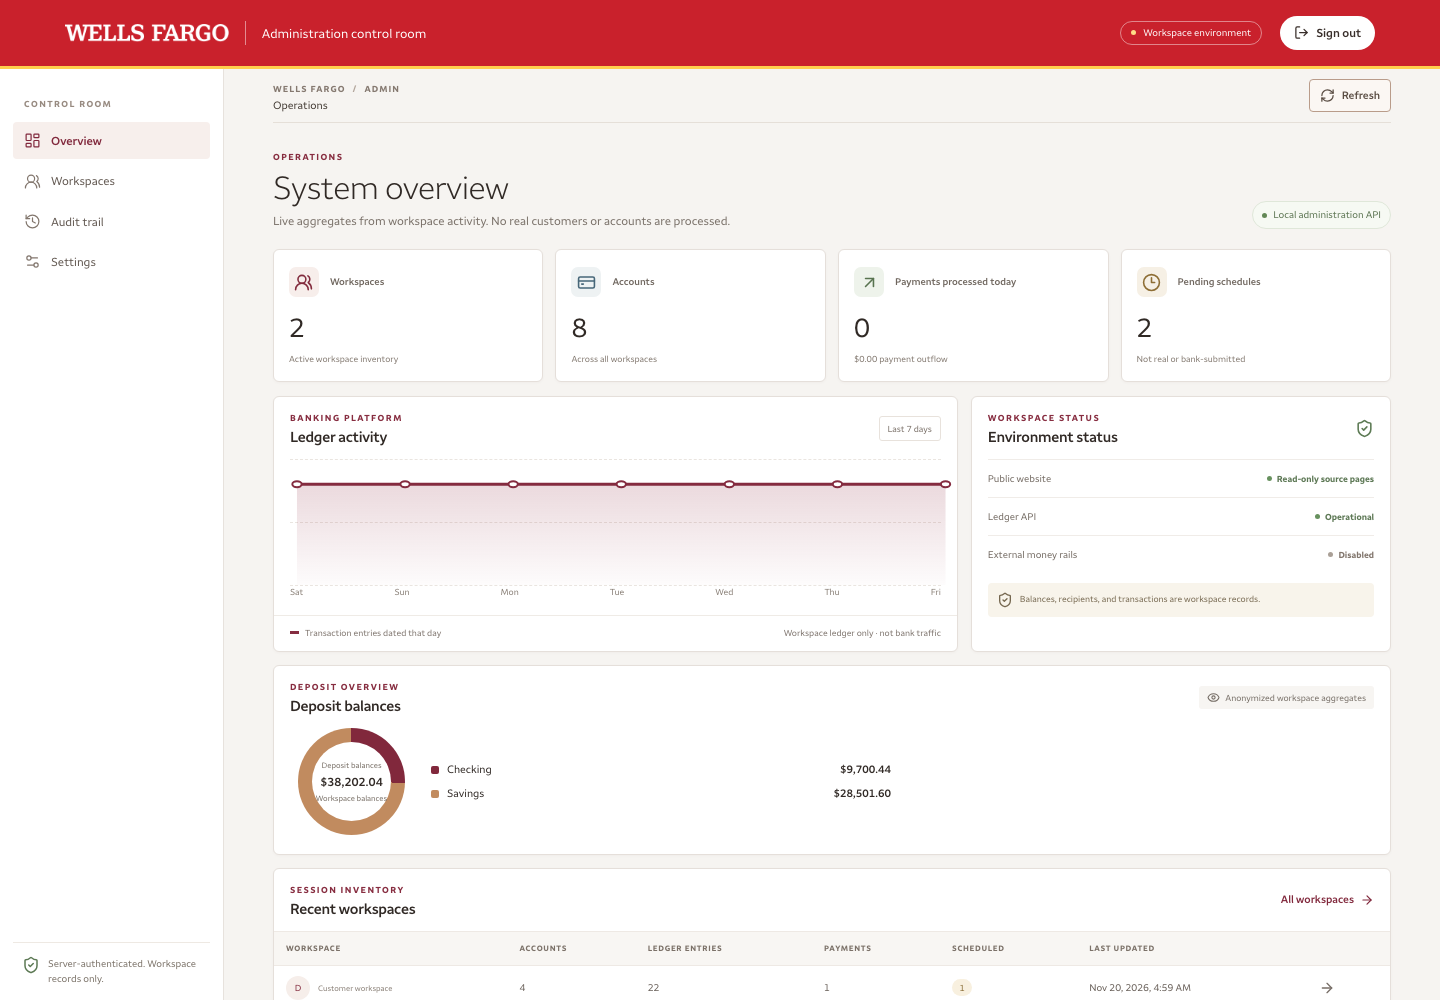 WELLS FARGO
Administration control room
Workspace environment
Sign out
CONTROL ROOM
Overview
Workspaces
Audit trail
Settings
Server-authenticated. Workspace
records only.
WELLS FARGO / ADMIN
Operations
Refresh
OPERATIONS
System overview
Live aggregates from workspace activity. No real customers or accounts are processed.
Local administration API
Workspaces
2
Active workspace inventory
Accounts
8
Across all workspaces
Payments processed today
0
$0.00 payment outflow
Pending schedules
2
Not real or bank-submitted
BANKING PLATFORM
Ledger activity
Last 7 days
Sat Sun Mon Tue Wed Thu Fri
Transaction entries dated that day
Workspace ledger only · not bank traffic
WORKSPACE STATUS
Environment status
Public website Read-only source pages
Ledger API Operational
External money rails Disabled
Balances, recipients, and transactions are workspace records.
DEPOSIT OVERVIEW
Deposit balances
Anonymized workspace aggregates
Deposit balances
$38,202.04
Workspace balances
Checking $9,700.44
Savings $28,501.60
SESSION INVENTORY
Recent workspaces
All workspaces
WORKSPACE ACCOUNTS LEDGER ENTRIES PAYMENTS SCHEDULED LAST UPDATED
D Customer workspace 4 22 1 1 Nov 20, 2026, 4:59 AM